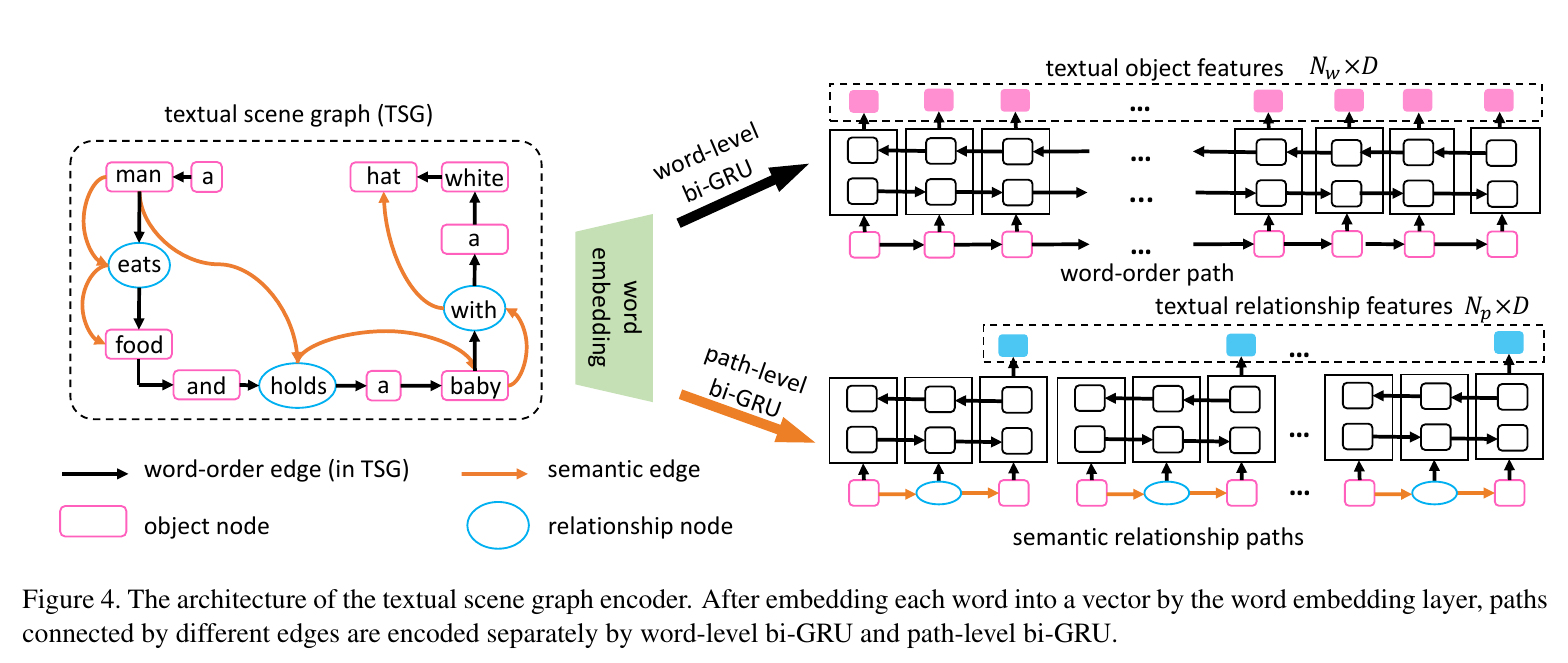 textual scene graph (TSG)
man
a
hat
white
eats
a
with
food
and
holds
a
baby
word-order edge (in TSG)
semantic edge
object node
relationship node
word embedding
word-level bi-GRU
path-level bi-GRU
textual object features N_w×D
...
...
...
...
word-order path
textual relationship features N_p×D
...
...
...
semantic relationship paths
Figure 4. The architecture of the textual scene graph encoder. After embedding each word into a vector by the word embedding layer, paths
connected by different edges are encoded separately by word-level bi-GRU and path-level bi-GRU.